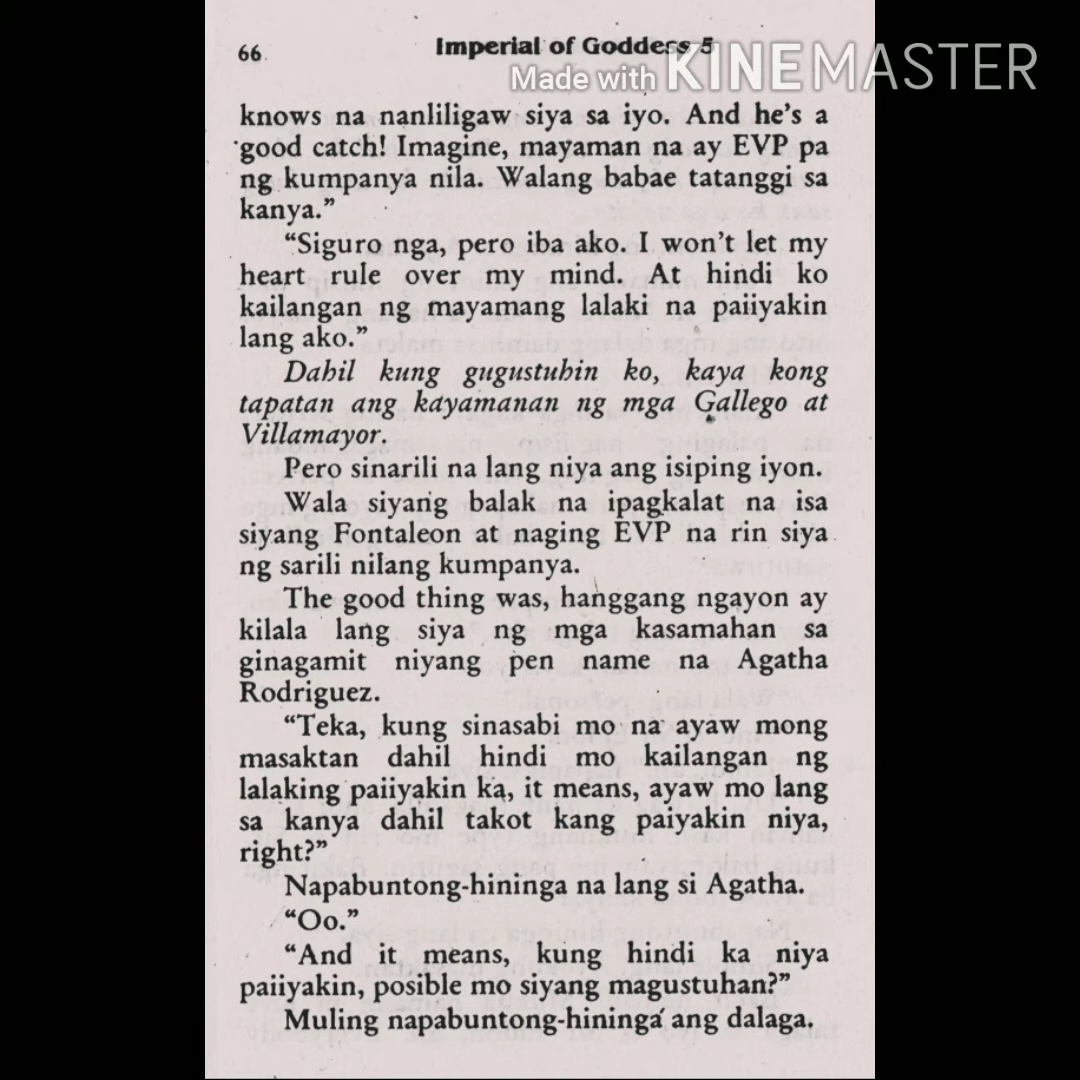 66
Imperial of Goddess 5
Made with KINEMASTER
knows na nanliligaw siya sa iyo. And he's a
good catch! Imagine, mayaman na ay EVP pa
ng kumpanya nila. Walang babae tatanggi sa
kanya."
"Siguro nga, pero iba ako. I won't let my
heart rule over my mind. At hindi ko
kailangan ng mayamang lalaki na paiiyakin
lang ako."
Dahil kung gugustuhin ko, kaya kong
tapatan ang kayamanan ng mga Gallego at
Villamayor.
Pero sinarili na lang niya ang isiping iyon.
Wala siyang balak na ipagkalat na isa
siyang Fontaleon at naging EVP na rin siya
ng sarili nilang kumpanya.
The good thing was, hanggang ngayon ay
kilala lang siya ng mga kasamahan sa
ginagamit niyang pen name na Agatha
Rodriguez.
"Teka, kung sinasabi mo na ayaw mong
masaktan dahil hindi mo kailangan ng
lalaking paiiyakin ka, it means, ayaw mo lang
sa kanya dahil takot kang paiyakin niya,
right?"
Napabuntong-hininga na lang si Agatha.
"Oo."
"And it means, kung hindi ka niya
paiiyakin, posible mo siyang magustuhan?"
Muling napabuntong-hininga ang dalaga.